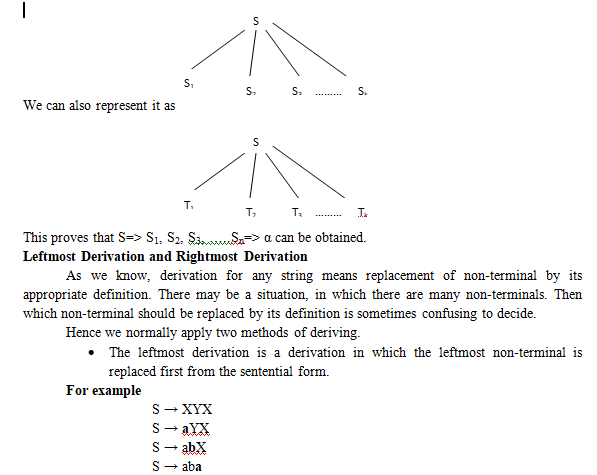 S
S₁ S₂ S₃ .......... Sₖ
We can also represent it as
S
T₁ T₂ T₃ .......... Tₖ
This proves that S=> S₁, S₂, S₃..........Sₙ=> α can be obtained.
Leftmost Derivation and Rightmost Derivation
As we know, derivation for any string means replacement of non-terminal by its
appropriate definition. There may be a situation, in which there are many non-terminals. Then
which non-terminal should be replaced by its definition is sometimes confusing to decide.
Hence we normally apply two methods of deriving.
• The leftmost derivation is a derivation in which the leftmost non-terminal is
replaced first from the sentential form.
For example
S → XYX
S → aYX
S → abX
S → aba